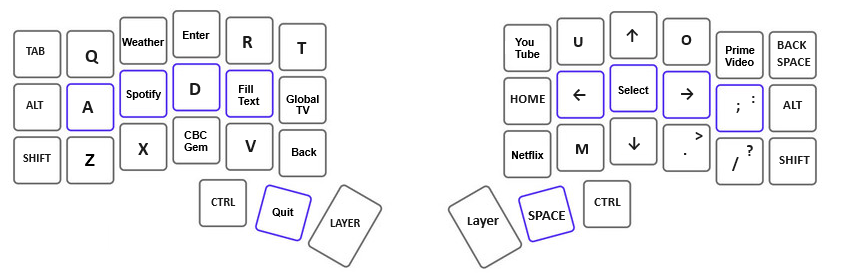 TAB Q Weather Enter R T
You Tube U ↑ O Prime Video BACK SPACE
ALT A Spotify D Fill Text Global TV
HOME ← Select → ; : ALT
SHIFT Z X CBC Gem V Back
Netflix M ↓ . > / ? SHIFT
CTRL Quit LAYER
Layer SPACE CTRL